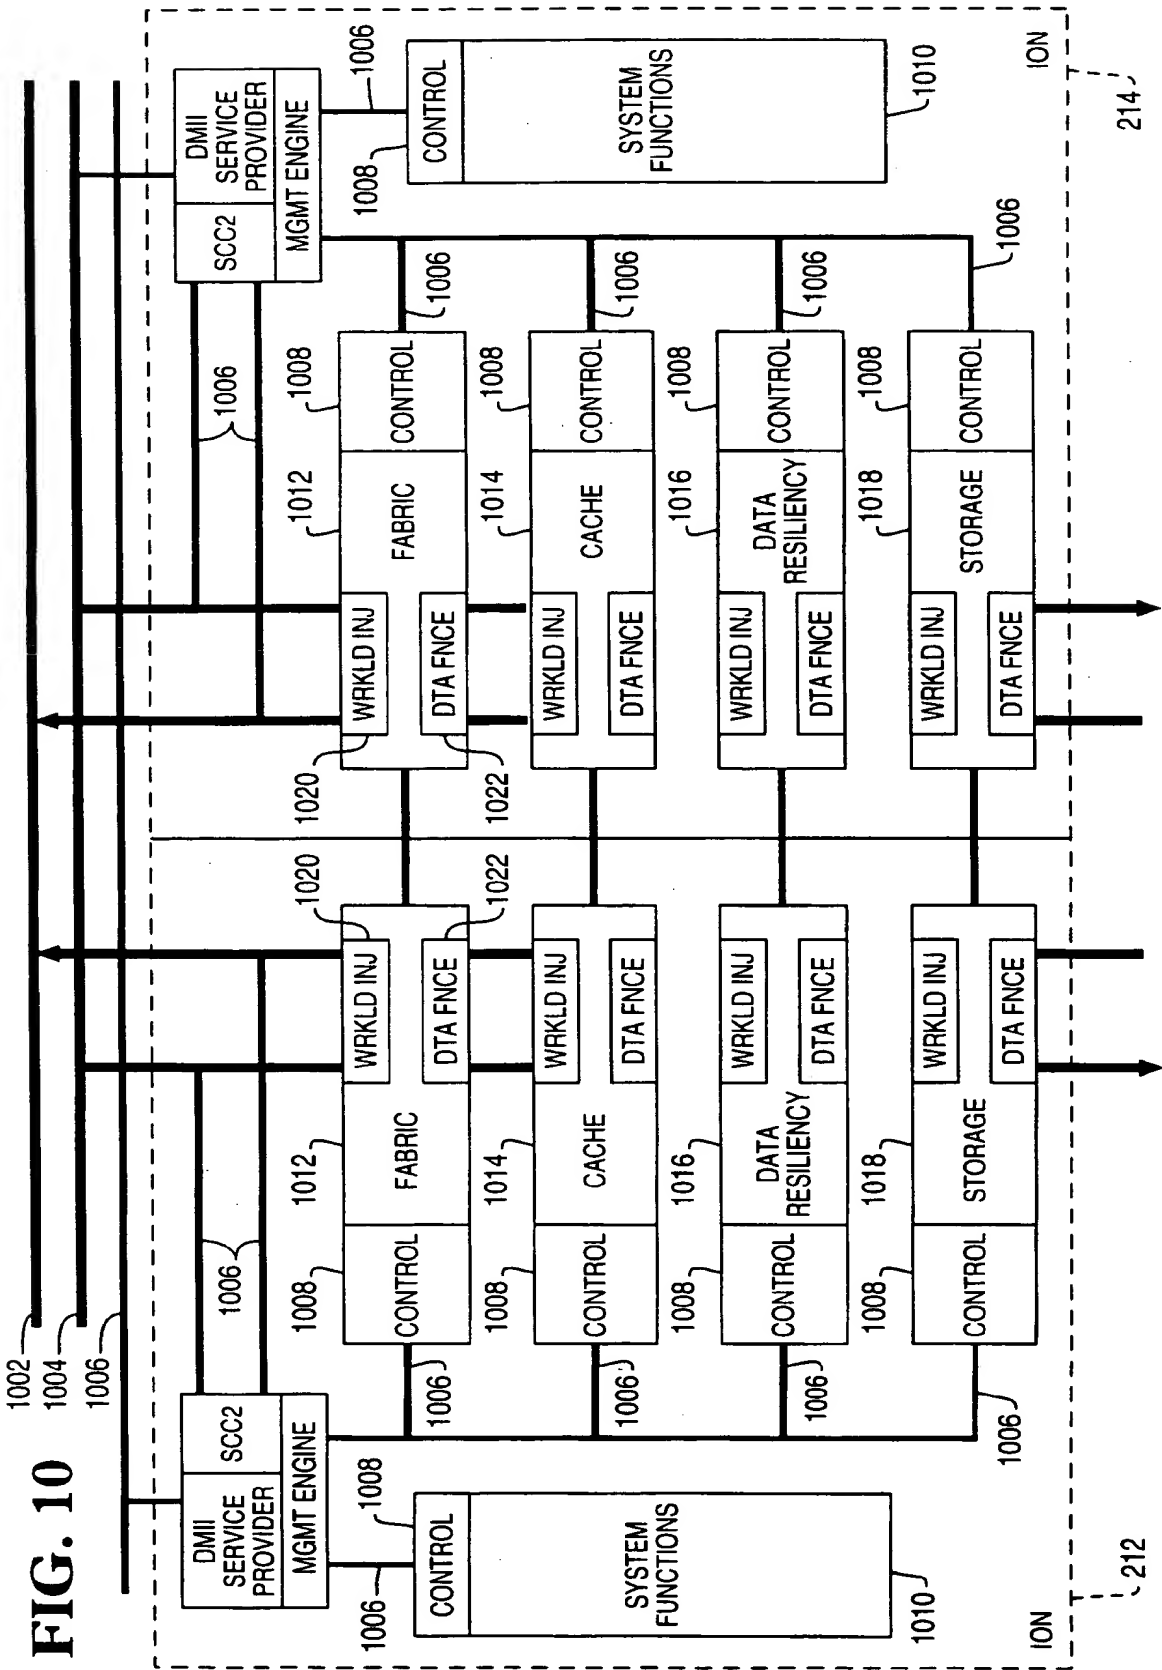 FIG. 10
1002
1004
1006
DMII
SERVICE
PROVIDER
SCC2
MGMT ENGINE
1006
1006
1008
CONTROL
SYSTEM
FUNCTIONS
1010
1008
1012
1020
CONTROL
FABRIC
WRKLD INJ
DTA FNCE
1022
1006
1008
1014
CONTROL
CACHE
WRKLD INJ
DTA FNCE
1006
1008
1016
CONTROL
DATA
RESILIENCY
WRKLD INJ
DTA FNCE
1006
1008
1018
CONTROL
STORAGE
WRKLD INJ
DTA FNCE
1006
ION
212
SCC2
DMII
SERVICE
PROVIDER
MGMT ENGINE
1006
1006
1008
CONTROL
SYSTEM
FUNCTIONS
1010
1020
1012
1008
WRKLD INJ
DTA FNCE
FABRIC
CONTROL
1022
1006
1014
1008
WRKLD INJ
DTA FNCE
CACHE
CONTROL
1006
1016
1008
WRKLD INJ
DTA FNCE
DATA
RESILIENCY
CONTROL
1006
1018
1008
WRKLD INJ
DTA FNCE
STORAGE
CONTROL
1006
ION
214